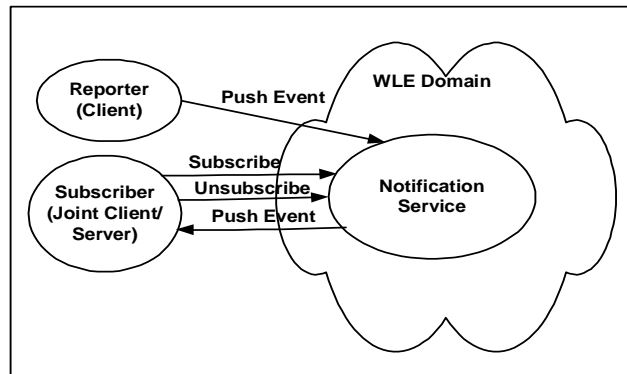 Reporter
(Client)
Push Event
WLE Domain
Subscriber
(Joint Client/
Server)
Subscribe
Unsubscribe
Push Event
Notification
Service